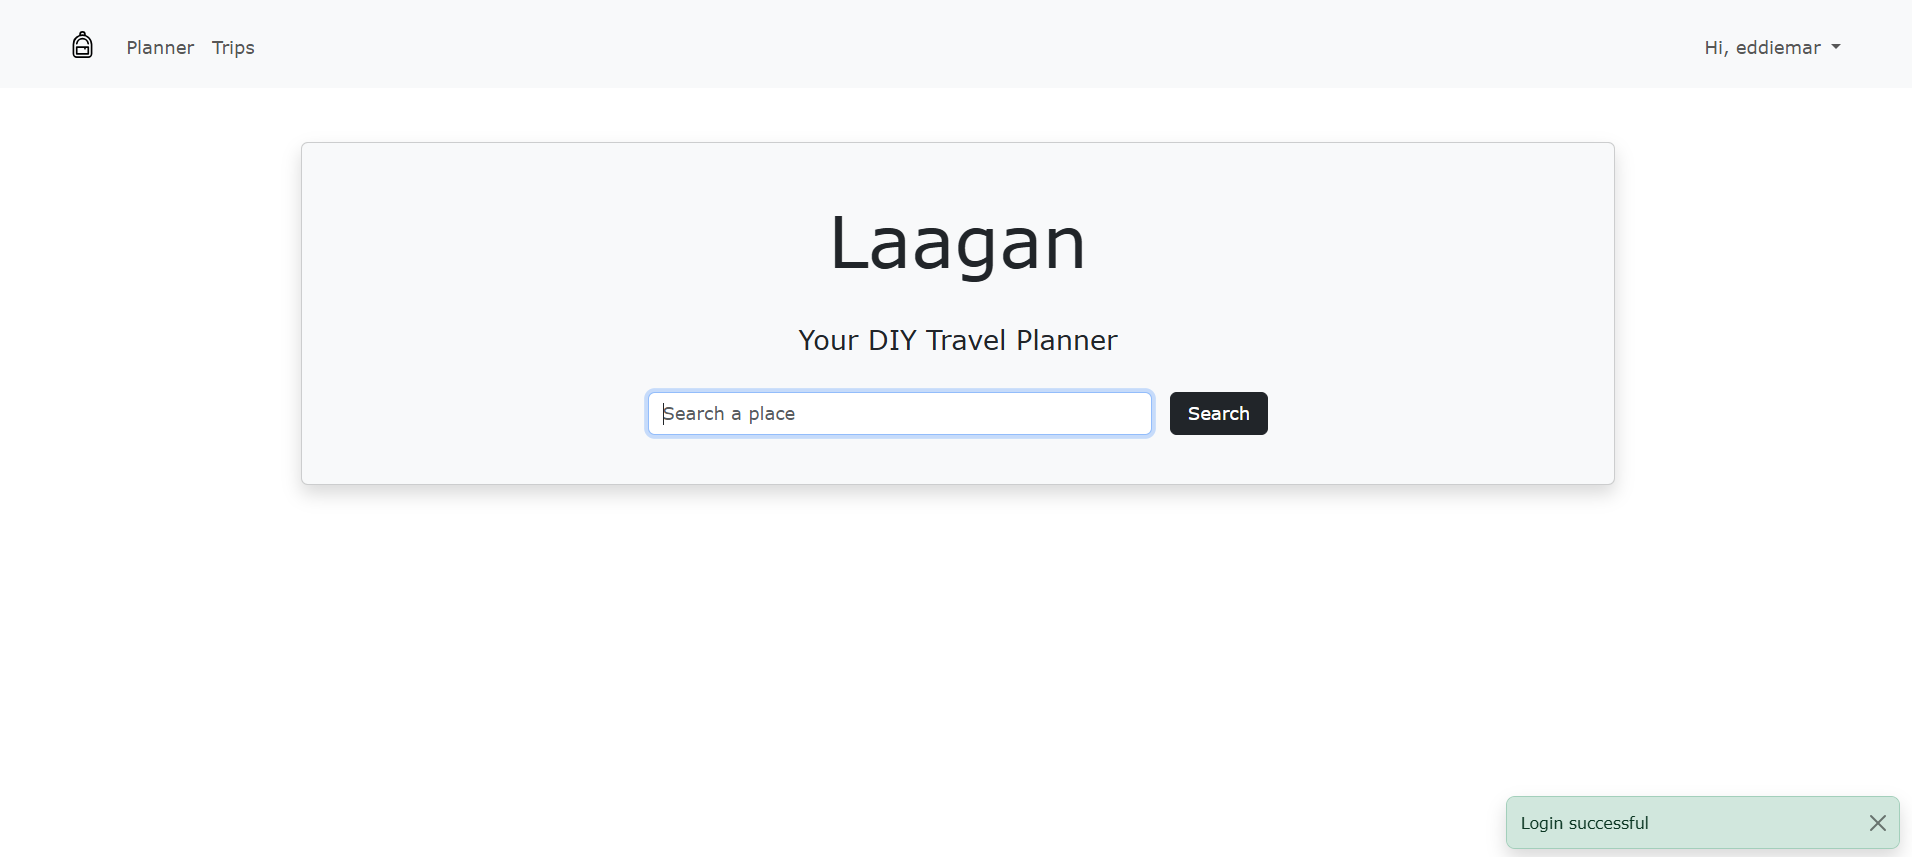 Planner Trips Hi, eddiemar
Laagan
Your DIY Travel Planner
Search a place Search
Login successful